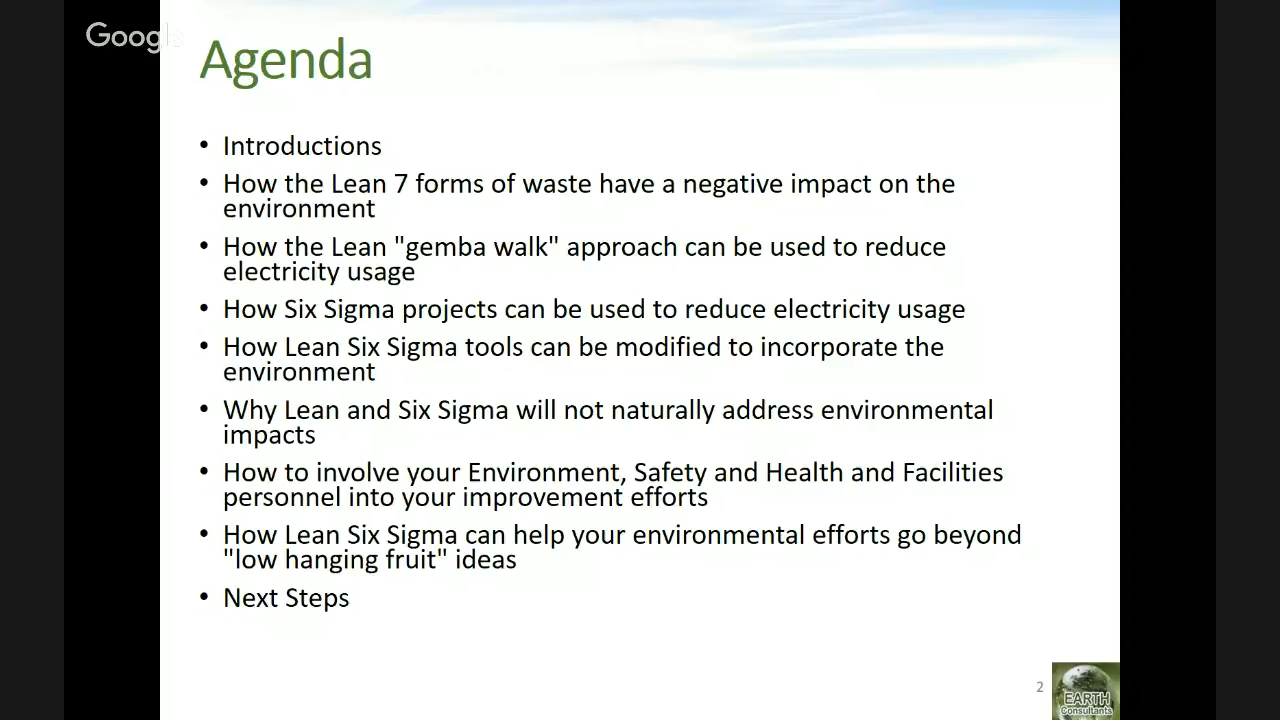 Google
Agenda
• Introductions
• How the Lean 7 forms of waste have a negative impact on the
environment
• How the Lean "gemba walk" approach can be used to reduce
electricity usage
• How Six Sigma projects can be used to reduce electricity usage
• How Lean Six Sigma tools can be modified to incorporate the
environment
• Why Lean and Six Sigma will not naturally address environmental
impacts
• How to involve your Environment, Safety and Health and Facilities
personnel into your improvement efforts
• How Lean Six Sigma can help your environmental efforts go beyond
"low hanging fruit" ideas
• Next Steps
2
EARTH
Consultants